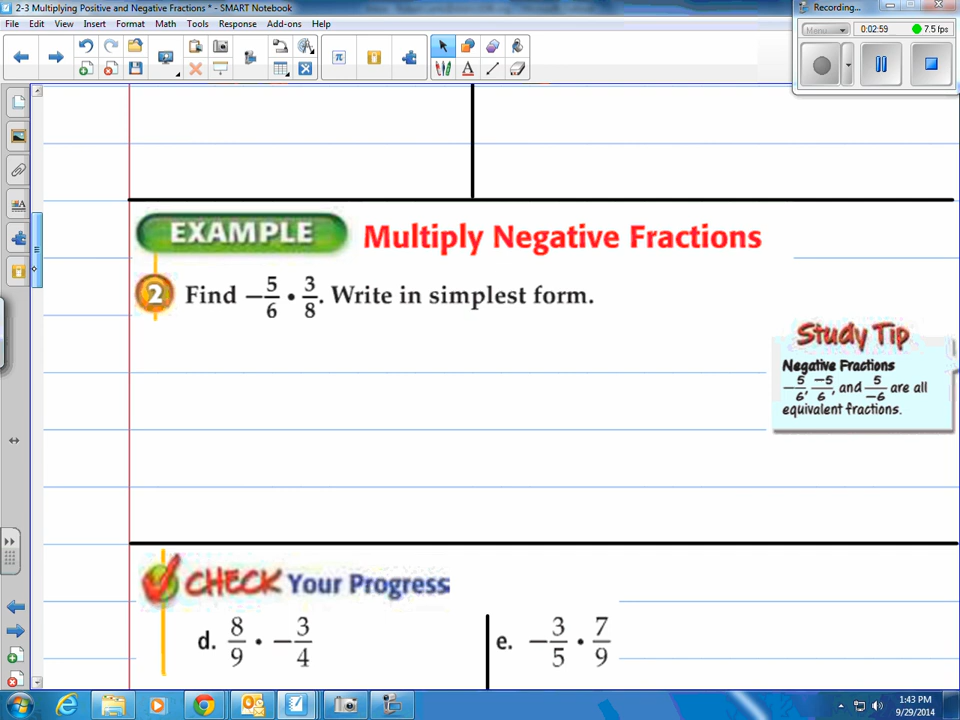 2-3 Multiplying Positive and Negative Fractions * - SMART Notebook
Recording...
File Edit View Insert Format Math Tools Response Add-ons Help
Menu
0:02:59
7.5 fps
EXAMPLE Multiply Negative Fractions
2 Find −5/6 • 3/8. Write in simplest form.
Study Tip
Negative Fractions
−5/6, −5/6, and 5/−6 are all
equivalent fractions.
CHECK Your Progress
d. 8/9 • −3/4
e. −3/5 • 7/9
1:43 PM
9/29/2014